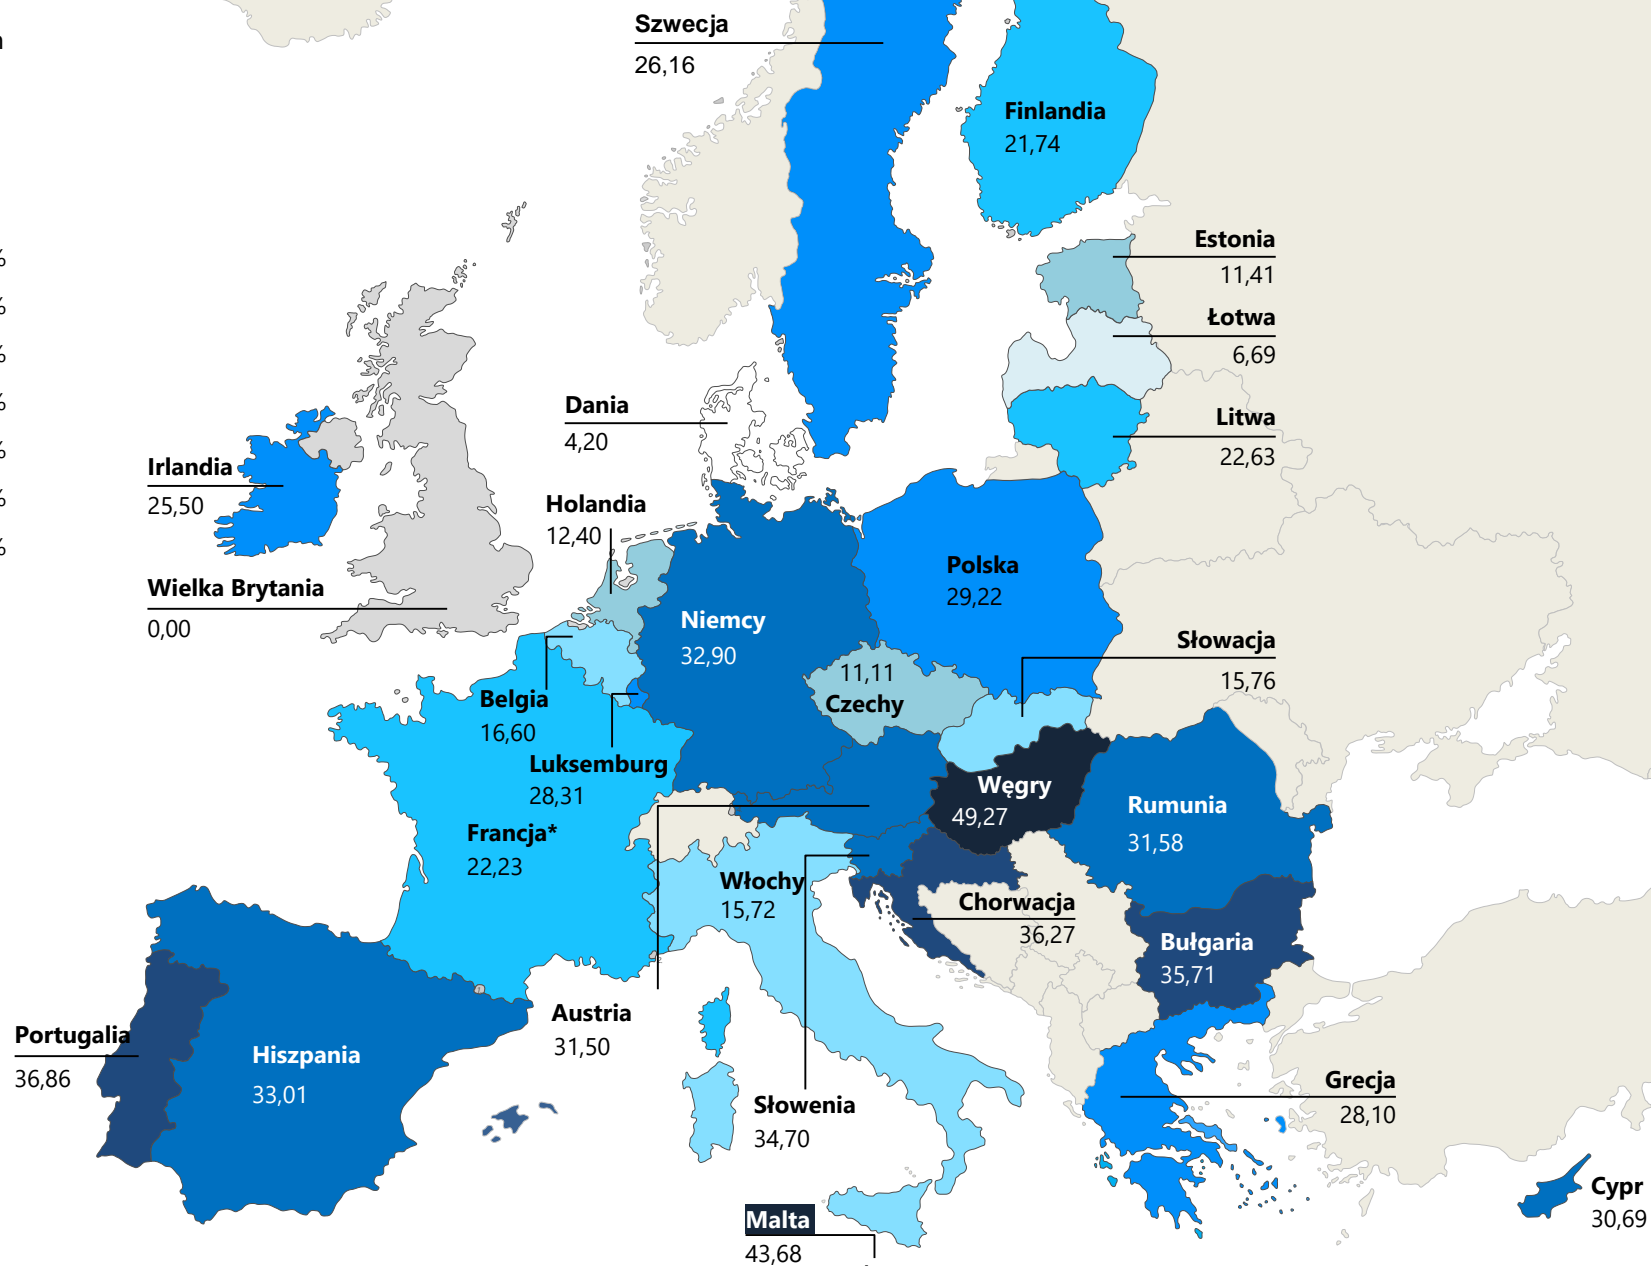 Szwecja
26,16
Finlandia
21,74
Estonia
11,41
Łotwa
6,69
Litwa
22,63
Dania
4,20
Irlandia
25,50
Holandia
12,40
Wielka Brytania
0,00
Polska
29,22
Niemcy
32,90
Słowacja
15,76
11,11
Czechy
Belgia
16,60
Luksemburg
28,31
Węgry
49,27
Rumunia
31,58
Francja*
22,23
Włochy
15,72
Chorwacja
36,27
Bułgaria
35,71
Austria
31,50
Portugalia
36,86
Hiszpania
33,01
Grecja
28,10
Słowenia
34,70
Cypr
30,69
Malta
43,68
%
%
%
%
%
%
%